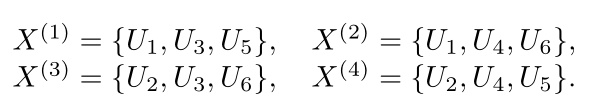 X^{(1)} = \{U_1, U_3, U_5\}, X^{(2)} = \{U_1, U_4, U_6\},
X^{(3)} = \{U_2, U_3, U_6\}, X^{(4)} = \{U_2, U_4, U_5\}.